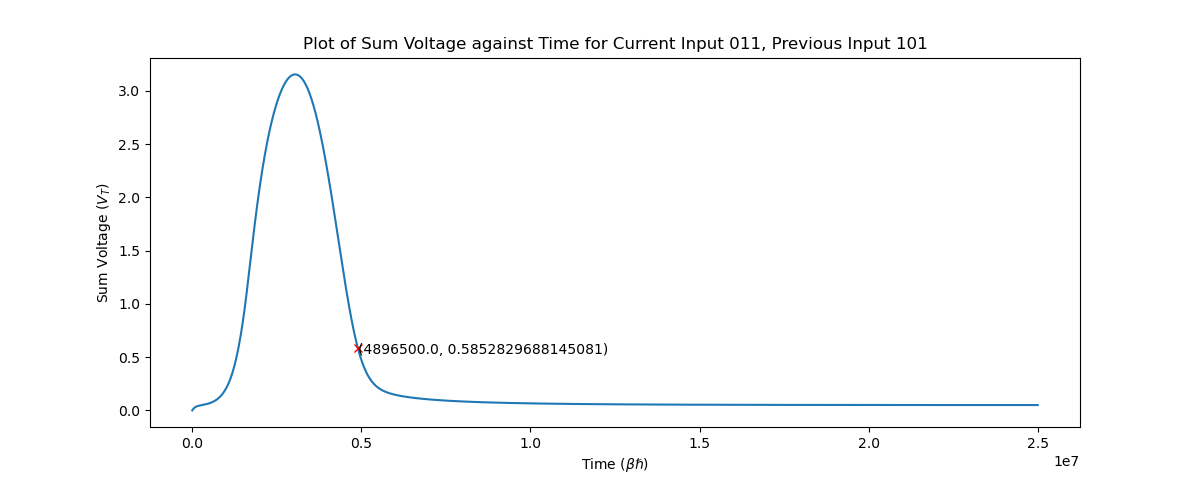 Plot of Sum Voltage against Time for Current Input 011, Previous Input 101
Sum Voltage (V_T)
3.0
2.5
2.0
1.5
1.0
0.5
0.0
(4896500.0, 0.5852829688145081)
0.0 0.5 1.0 1.5 2.0 2.5
1e7
Time (βℏ)